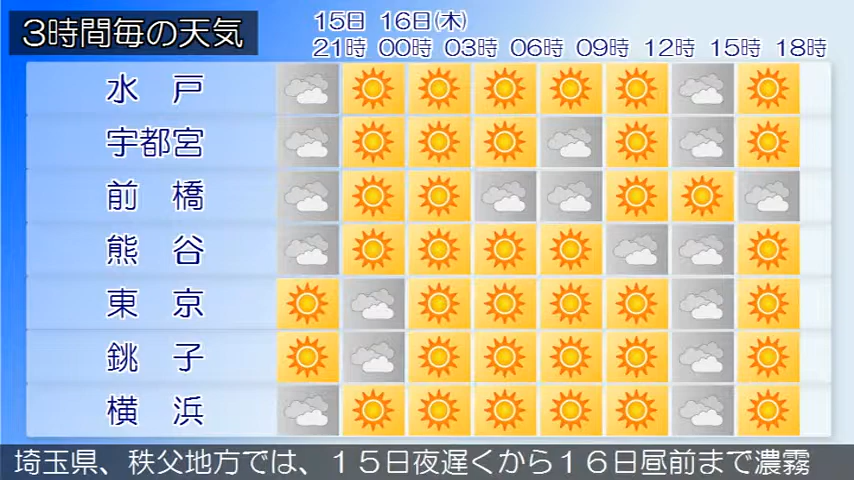 3時間毎の天気
15日 16日(木)
21時 00時 03時 06時 09時 12時 15時 18時
水 戸
宇都宮
前 橋
熊 谷
東 京
銚 子
横 浜
埼玉県、秩父地方では、１５日夜遅くから１６日昼前まで濃霧